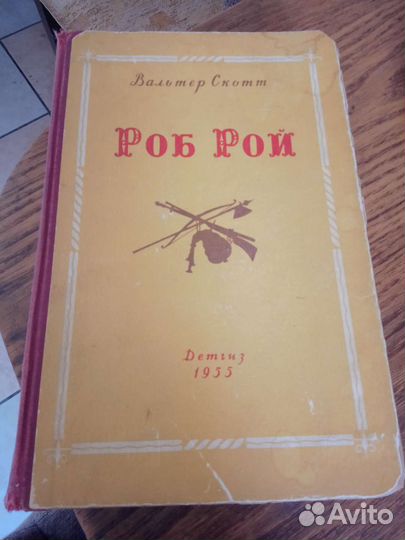 Вальтер Скотт
РОБ РОЙ
Детгиз
1955
Avito